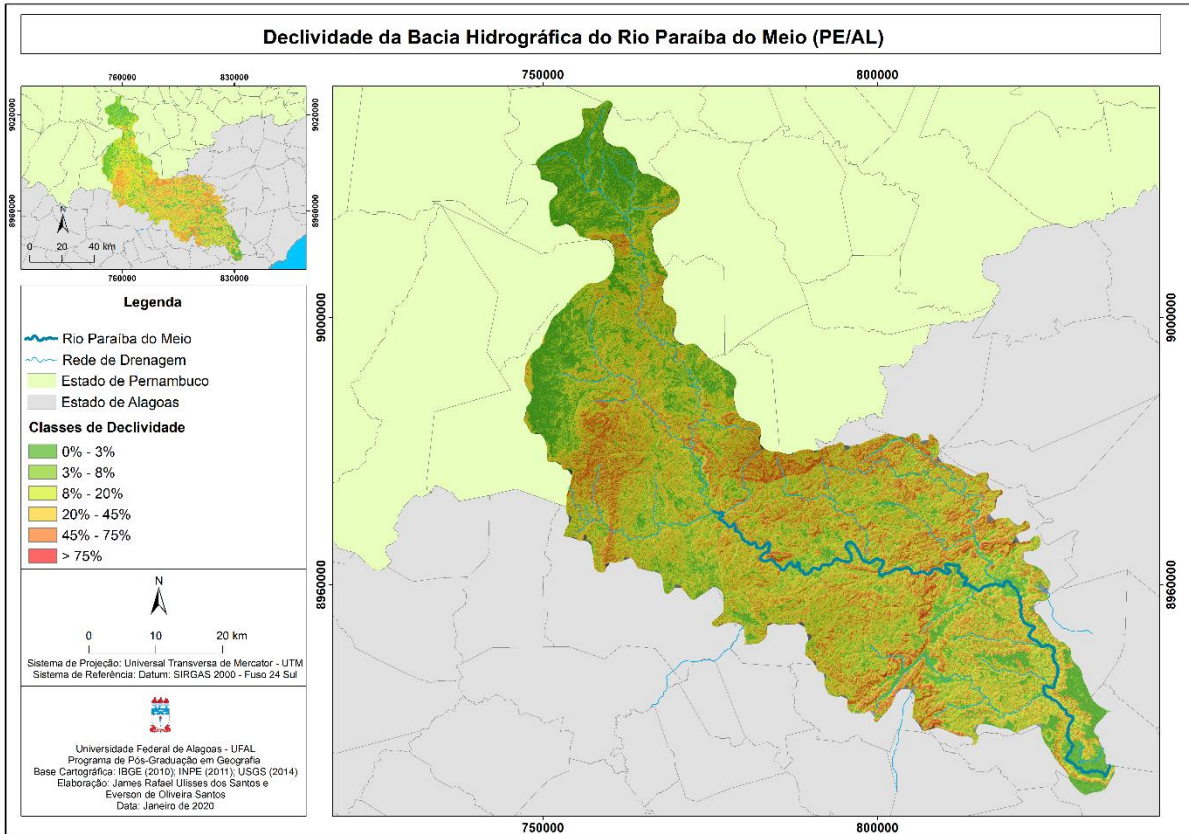 Declividade da Bacia Hidrográfica do Rio Paraíba do Meio (PE/AL)
760000 830000
9020000 9020000
8960000 8960000
N
0 20 40 km
760000 830000
Legenda
Rio Paraíba do Meio
Rede de Drenagem
Estado de Pernambuco
Estado de Alagoas
Classes de Declividade
0% - 3%
3% - 8%
8% - 20%
20% - 45%
45% - 75%
> 75%
N
0 10 20 km
Sistema de Projeção: Universal Transversa de Mercator - UTM
Sistema de Referência: Datum: SIRGAS 2000 - Fuso 24 Sul
Universidade Federal de Alagoas - UFAL
Programa de Pós-Graduação em Geografia
Base Cartográfica: IBGE (2010); INPE (2011); USGS (2014)
Elaboração: James Rafael Ulisses dos Santos e
Everson de Oliveira Santos
Data: Janeiro de 2020
750000 800000
9000000 9000000
8960000 8960000
750000 800000